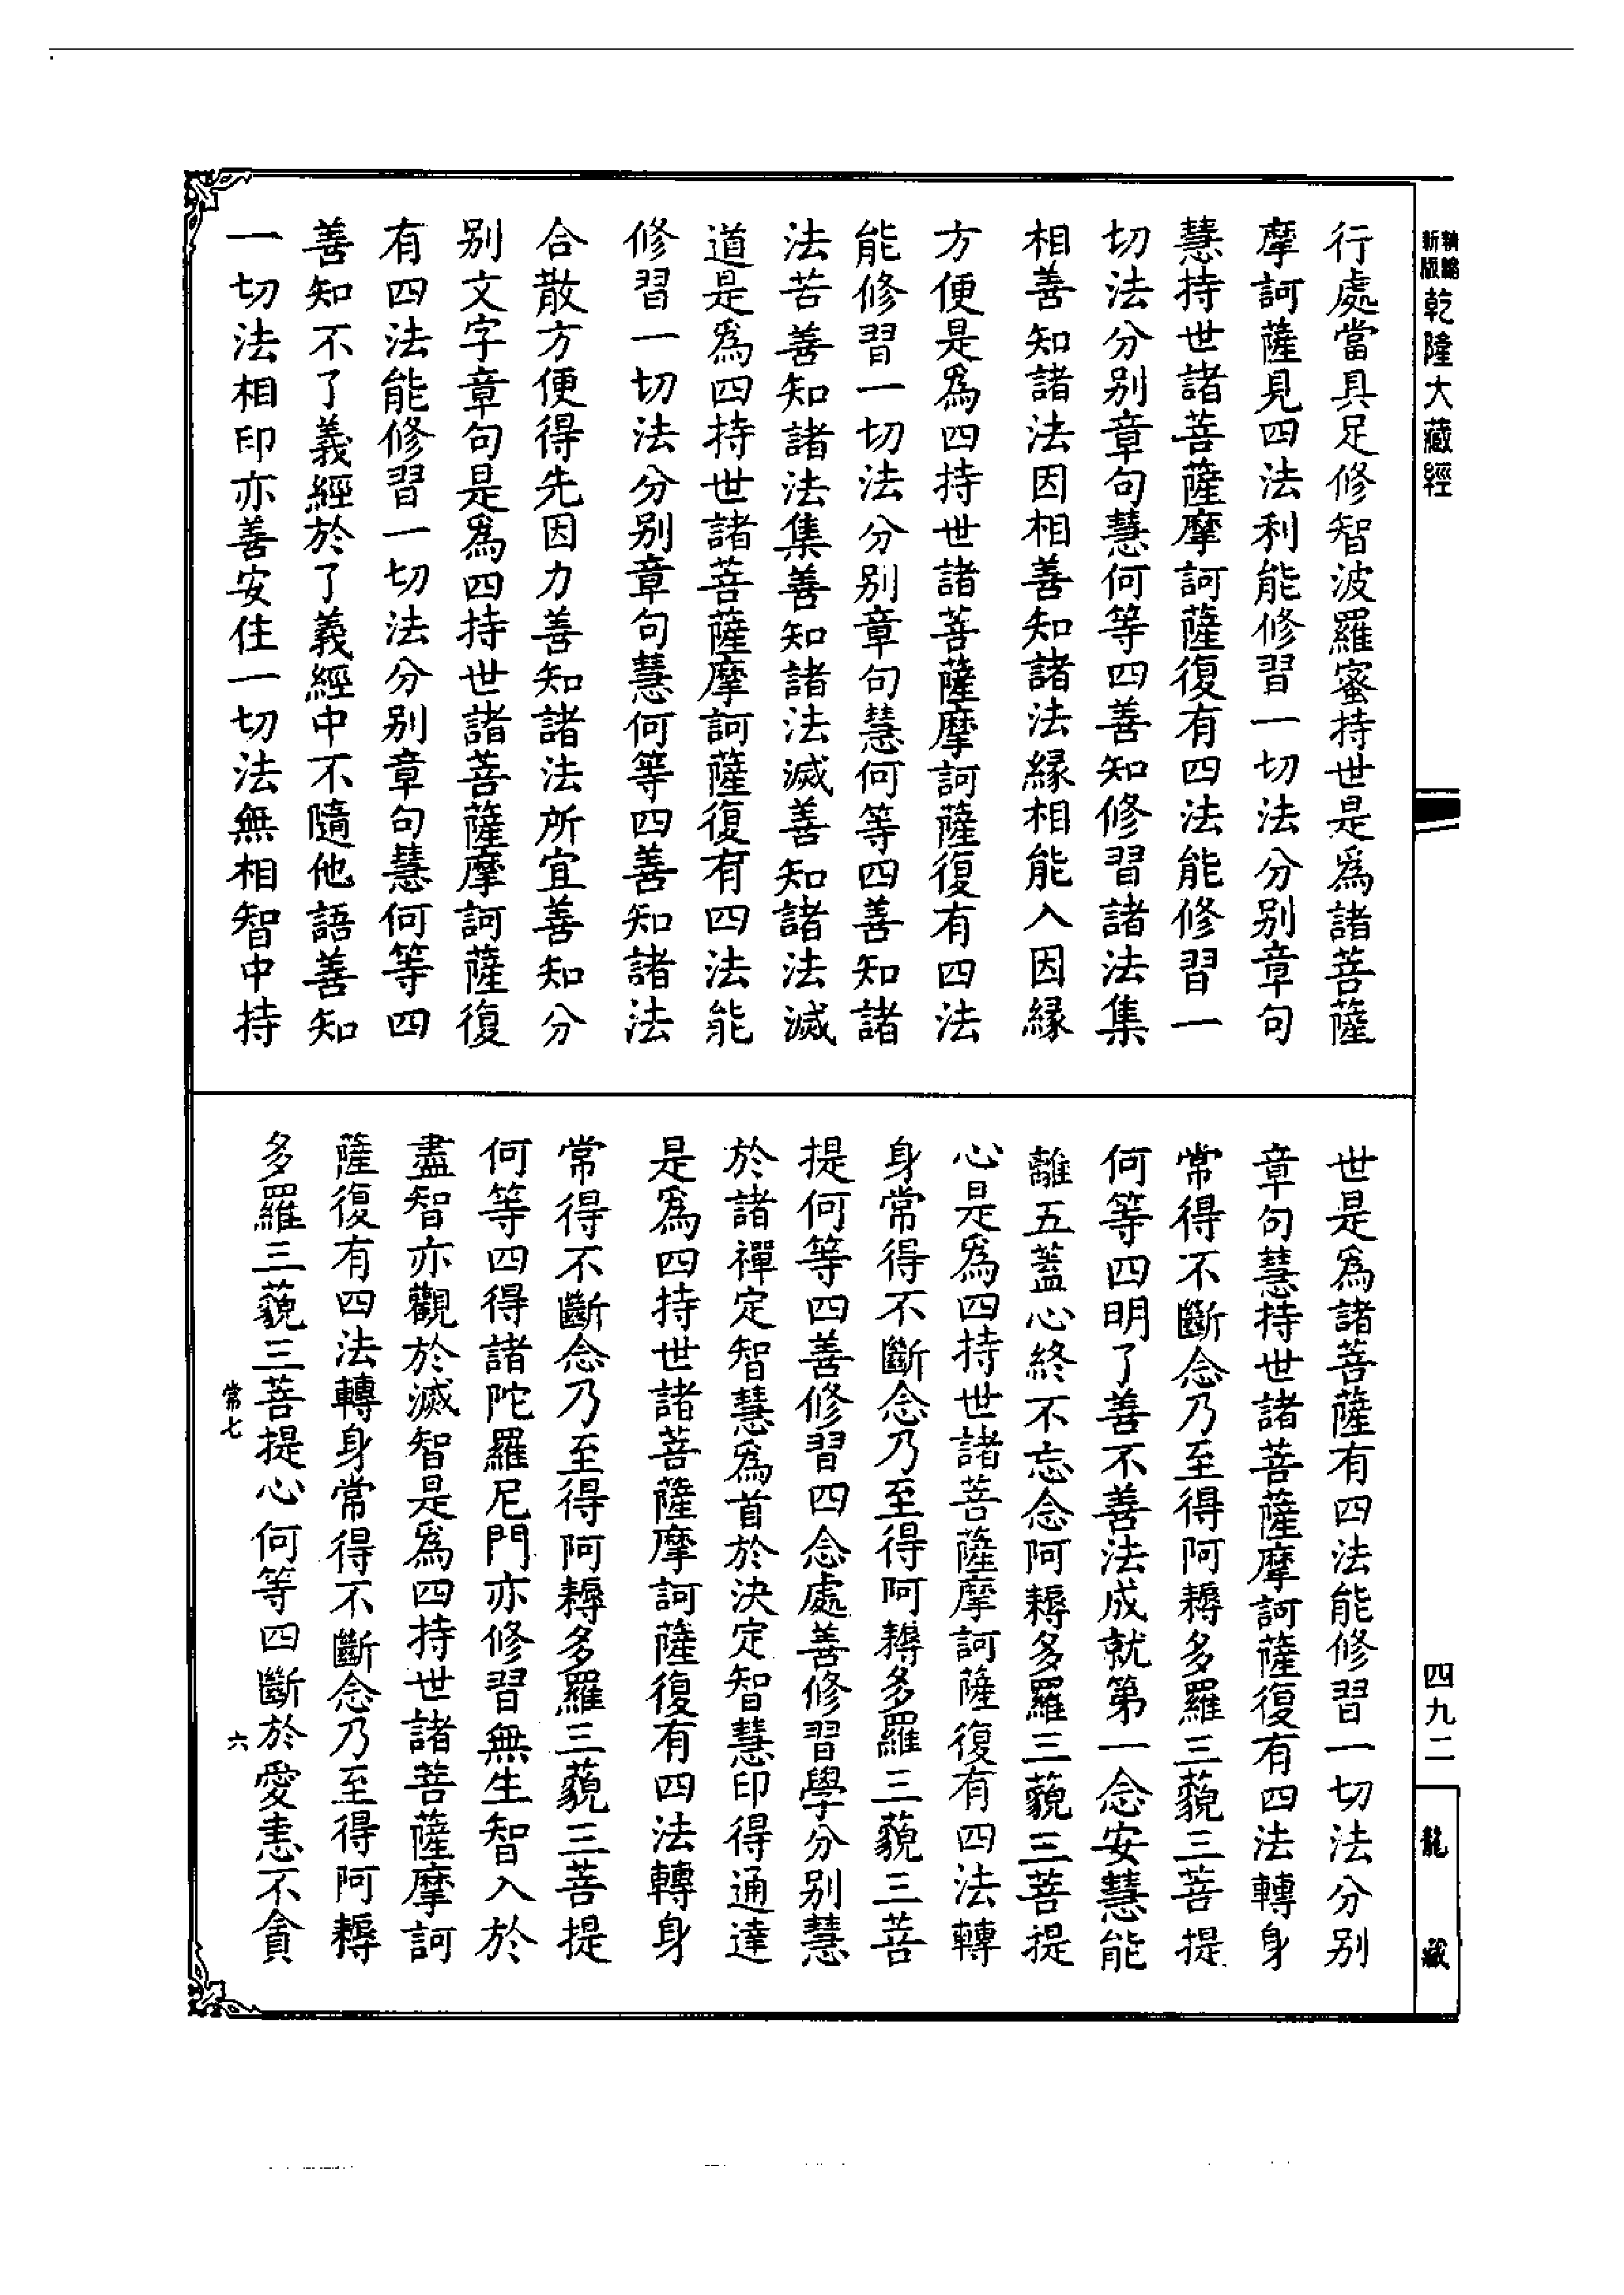 新編縮版乾隆大藏經
行處當具足修智波羅蜜持世是爲諸菩薩
摩訶薩見四法利能修習一切法分别章句
慧持世諸菩薩摩訶薩復有四法能修習一
切法分别章句慧何等四善知修習諸法集
相善知諸法因相善知諸法緣相能入因緣
方便是爲四持世諸菩薩摩訶薩復有四法
能修習一切法分别章句慧何等四善知諸
法苦善知諸法集善知諸法滅善知諸法滅
道是爲四持世諸菩薩摩訶薩復有四法能
修習一切法分别章句慧何等四善知諸法
合散方便得先因力善知諸法所宜善知分
别文字章句是爲四持世諸菩薩摩訶薩復
有四法能修習一切法分别章句慧何等四
善知不了義經於了義經中不隨他語善知
一切法相印亦善安住一切法無相智中持
世是爲諸菩薩有四法能修習一切法分别
章句慧持世諸菩薩摩訶薩復有四法轉身
常得不斷念乃至得阿耨多羅三藐三菩提
何等四明了善不善法成就第一念安慧能
離五蓋心終不忘念阿耨多羅三藐三菩提
心是爲四持世諸菩薩摩訶薩復有四法轉
身常得不斷念乃至得阿耨多羅三藐三菩
提何等四善修習四念處善修習學分别慧
於諸禪定智慧爲首於決定智慧印得通達
是爲四持世諸菩薩摩訶薩復有四法轉身
常得不斷念乃至得阿耨多羅三藐三菩提
何等四得諸陀羅尼門亦修習無生智入於
盡智亦觀於滅智是爲四持世諸菩薩摩訶
薩復有四法轉身常得不斷念乃至得阿耨
多羅三藐三菩提心何等四斷於愛恚不貪
常七
六
四九二
龍藏